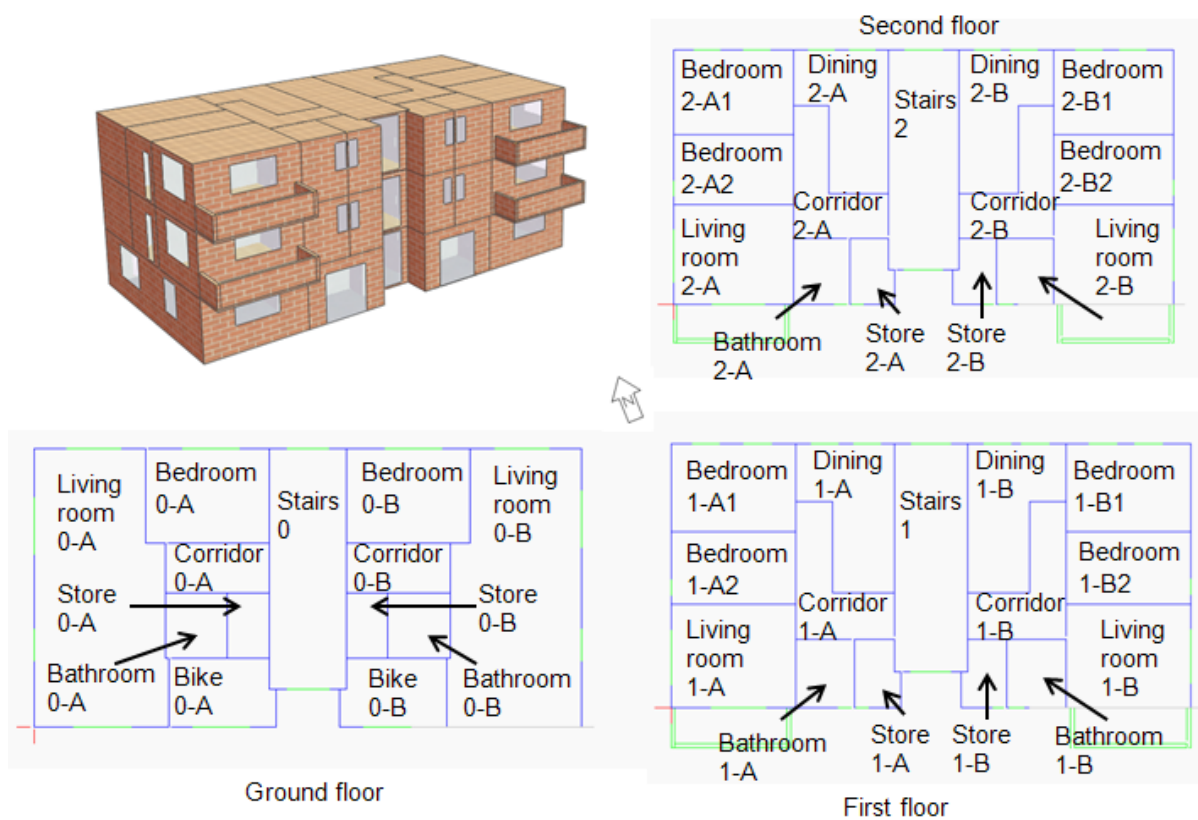 Second floor
Bedroom
2-A1
Dining
2-A
Stairs
2
Dining
2-B
Bedroom
2-B1
Bedroom
2-A2
Bedroom
2-B2
Corridor
2-A
Corridor
2-B
Living
room
2-A
Living
room
2-B
Bathroom
2-A
Store
2-A
Store
2-B
N
Living
room
0-A
Bedroom
0-A
Stairs
0
Bedroom
0-B
Living
room
0-B
Corridor
0-A
Corridor
0-B
Store
0-A
Store
0-B
Bathroom
0-A
Bike
0-A
Bike
0-B
Bathroom
0-B
Ground floor
Bedroom
1-A1
Dining
1-A
Stairs
1
Dining
1-B
Bedroom
1-B1
Bedroom
1-A2
Bedroom
1-B2
Corridor
1-A
Corridor
1-B
Living
room
1-A
Living
room
1-B
Bathroom
1-A
Store
1-A
Store
1-B
Bathroom
1-B
First floor